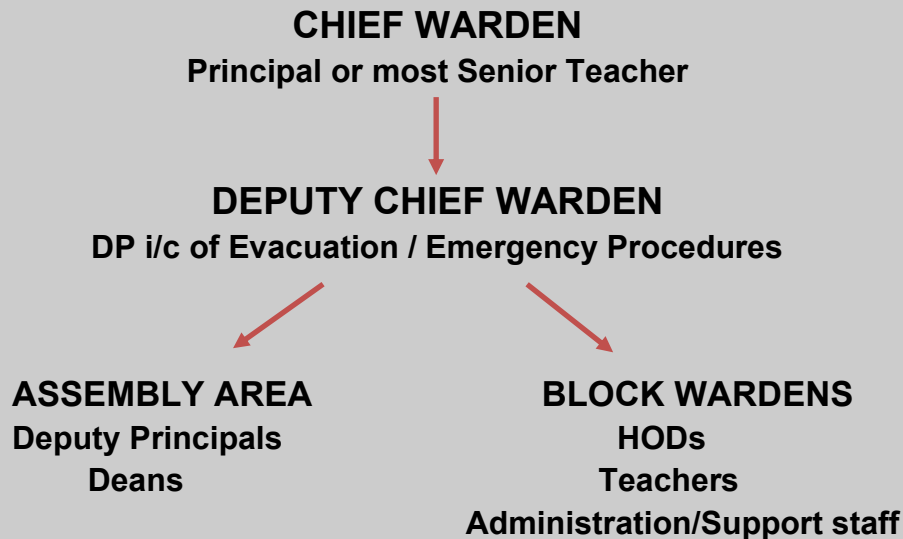 CHIEF WARDEN
Principal or most Senior Teacher
DEPUTY CHIEF WARDEN
DP i/c of Evacuation / Emergency Procedures
ASSEMBLY AREA
Deputy Principals
Deans
BLOCK WARDENS
HODs
Teachers
Administration/Support staff